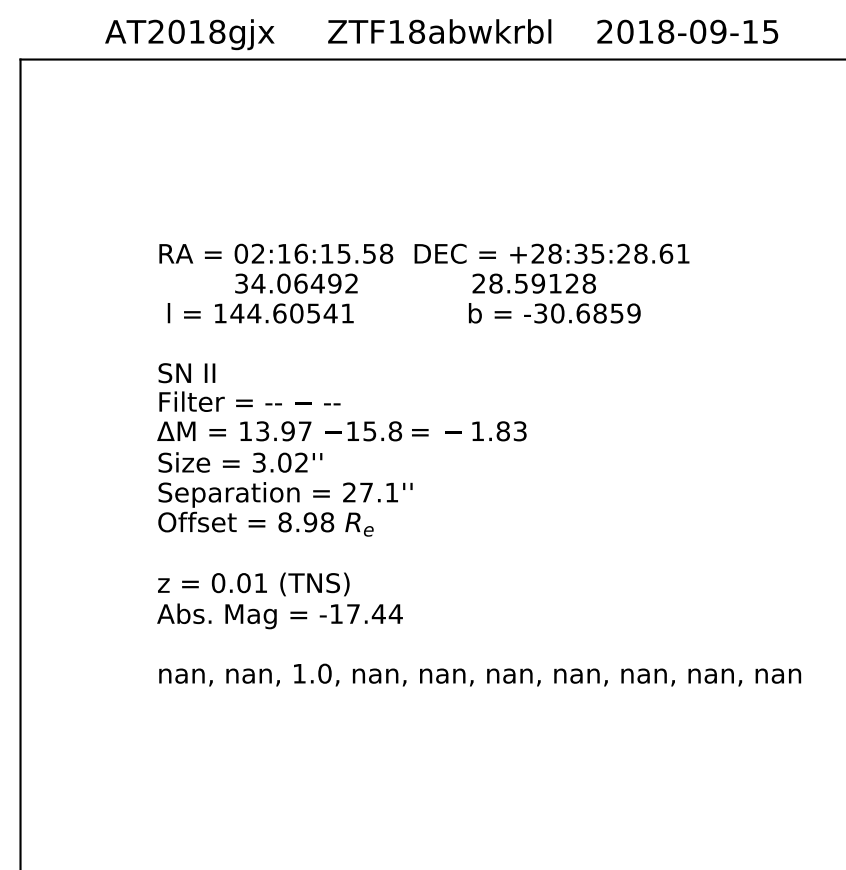 AT2018gjx ZTF18abwkrbl 2018-09-15
RA = 02:16:15.58 DEC = +28:35:28.61
34.06492 28.59128
l = 144.60541 b = -30.6859
SN II
Filter = -- − --
ΔM = 13.97 −15.8 = − 1.83
Size = 3.02''
Separation = 27.1''
Offset = 8.98 Rₑ
z = 0.01 (TNS)
Abs. Mag = -17.44
nan, nan, 1.0, nan, nan, nan, nan, nan, nan, nan